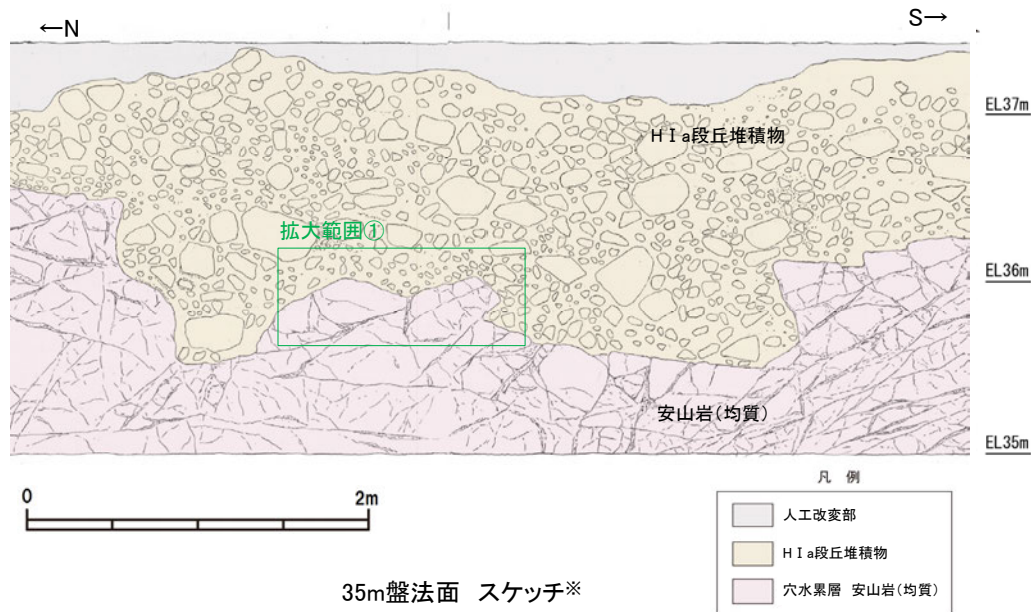 ←N
S→
EL37m
HⅠa段丘堆積物
拡大範囲①
EL36m
安山岩(均質)
EL35m
0
2m
凡 例
人工改変部
HⅠa段丘堆積物
穴水累層 安山岩(均質)
35m盤法面 スケッチ※